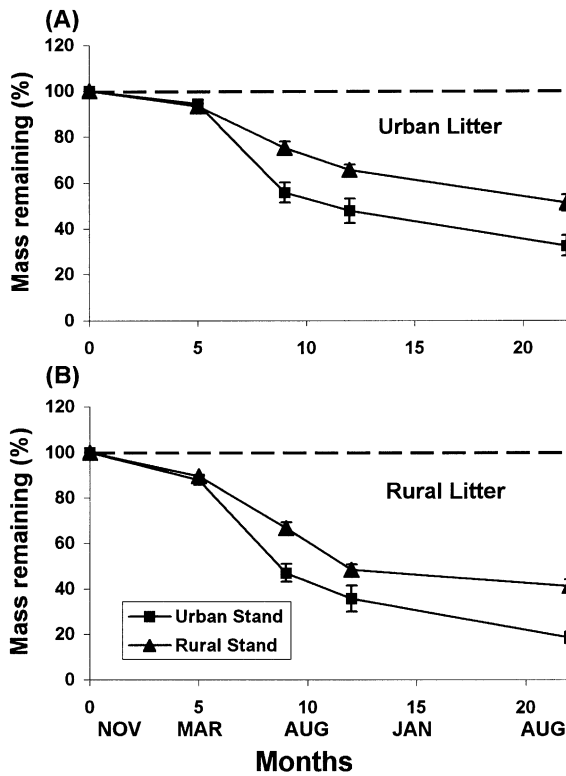 (A)
120
100
80
60
40
20
0
Mass remaining (%)
Urban Litter
0 5 10 15 20
(B)
120
100
80
60
40
20
0
Mass remaining (%)
Rural Litter
Urban Stand
Rural Stand
0 5 10 15 20
NOV MAR AUG JAN AUG
Months